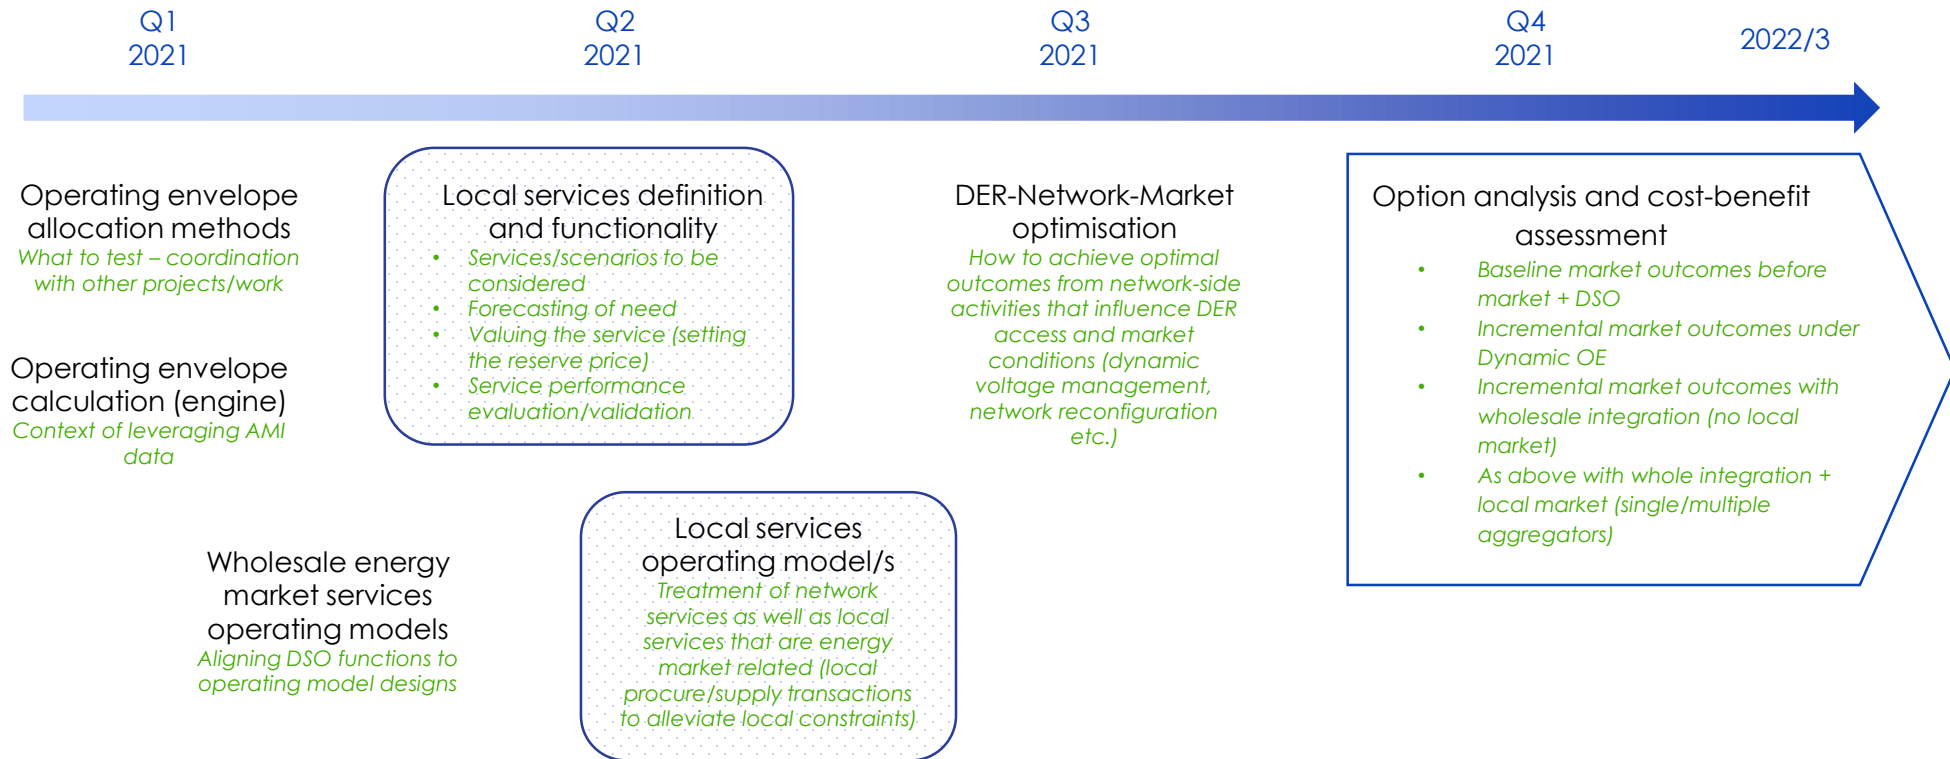 Q1
2021
Q2
2021
Q3
2021
Q4
2021
2022/3
Operating envelope
allocation methods
What to test – coordination
with other projects/work
Operating envelope
calculation (engine)
Context of leveraging AMI
data
Wholesale energy
market services
operating models
Aligning DSO functions to
operating model designs
Local services definition
and functionality
• Services/scenarios to be
considered
• Forecasting of need
• Valuing the service (setting
the reserve price)
• Service performance
evaluation/validation
Local services
operating model/s
Treatment of network
services as well as local
services that are energy
market related (local
procure/supply transactions
to alleviate local constraints)
DER-Network-Market
optimisation
How to achieve optimal
outcomes from network-side
activities that influence DER
access and market
conditions (dynamic
voltage management,
network reconfiguration
etc.)
Option analysis and cost-benefit
assessment
• Baseline market outcomes before
market + DSO
• Incremental market outcomes under
Dynamic OE
• Incremental market outcomes with
wholesale integration (no local
market)
• As above with whole integration +
local market (single/multiple
aggregators)